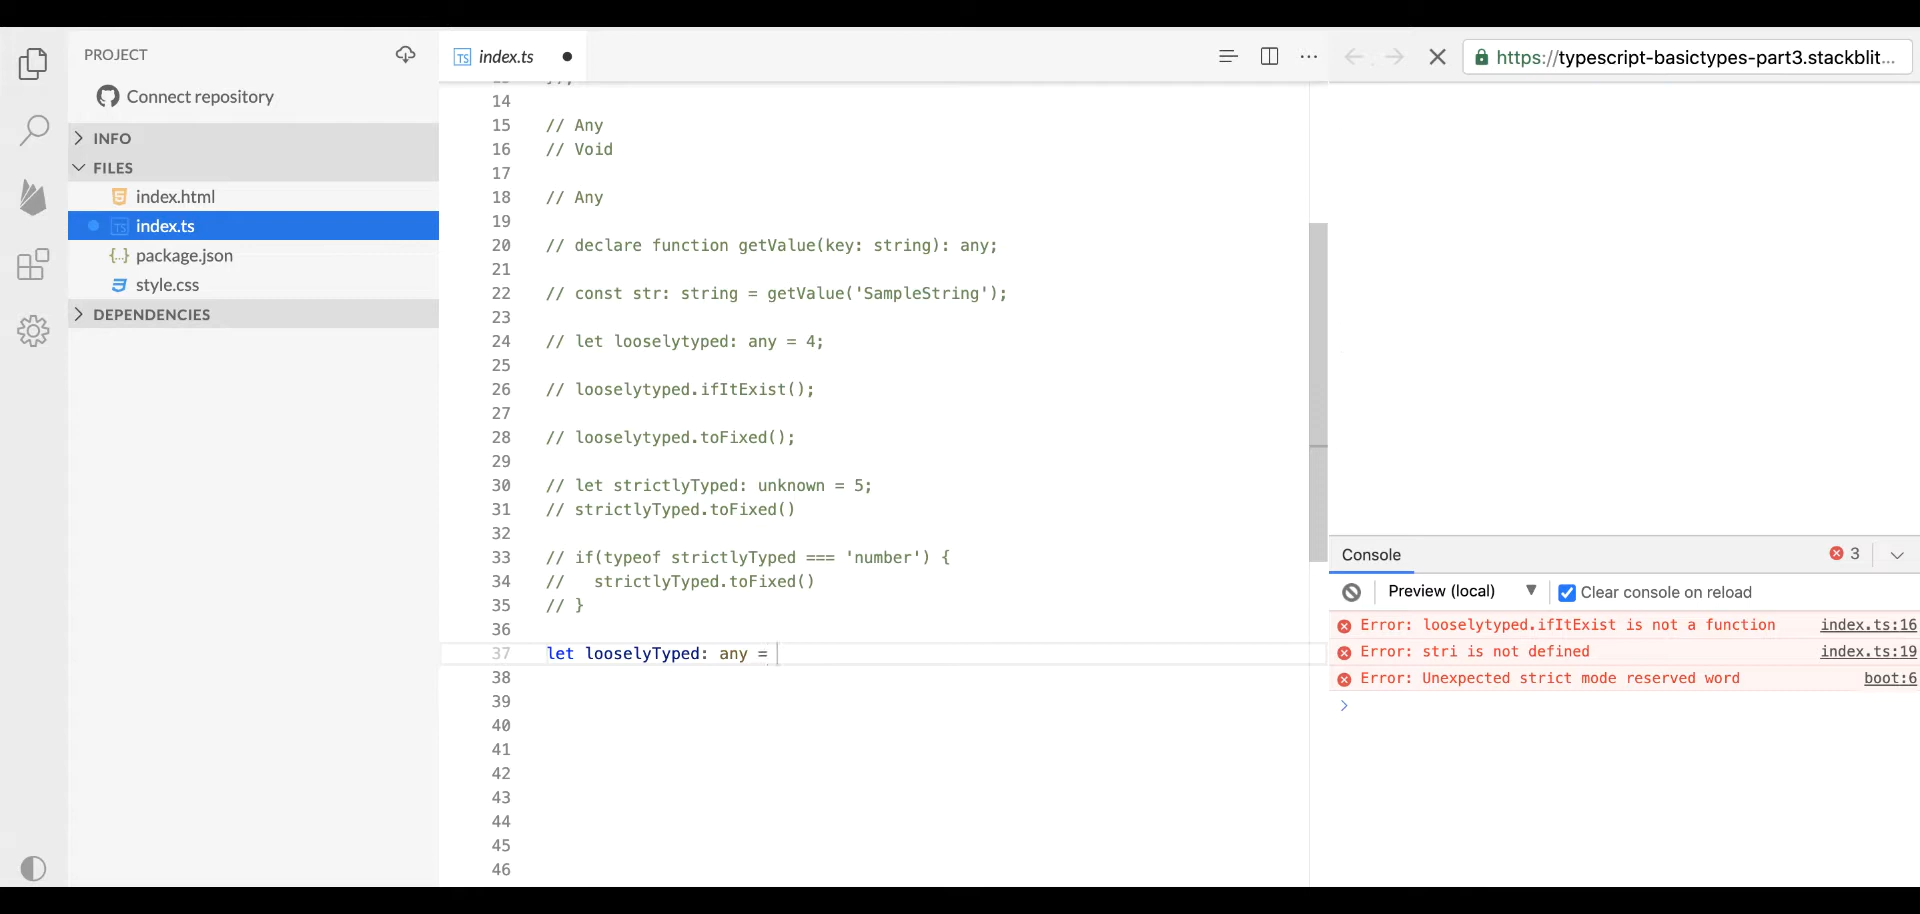 PROJECT
Connect repository
INFO
FILES
index.html
TS index.ts
{..} package.json
style.css
DEPENDENCIES
TS index.ts
14
15 // Any
16 // Void
17
18 // Any
19
20 // declare function getValue(key: string): any;
21
22 // const str: string = getValue('SampleString');
23
24 // let looselytyped: any = 4;
25
26 // looselytyped.ifItExist();
27
28 // looselytyped.toFixed();
29
30 // let strictlyTyped: unknown = 5;
31 // strictlyTyped.toFixed()
32
33 // if(typeof strictlyTyped === 'number') {
34 //   strictlyTyped.toFixed()
35 // }
36
37 let looselyTyped: any =
38
39
40
41
42
43
44
45
46
https://typescript-basictypes-part3.stackblit...
Console 3
Preview (local) Clear console on reload
Error: looselytyped.ifItExist is not a function index.ts:16
Error: stri is not defined index.ts:19
Error: Unexpected strict mode reserved word boot:6
>